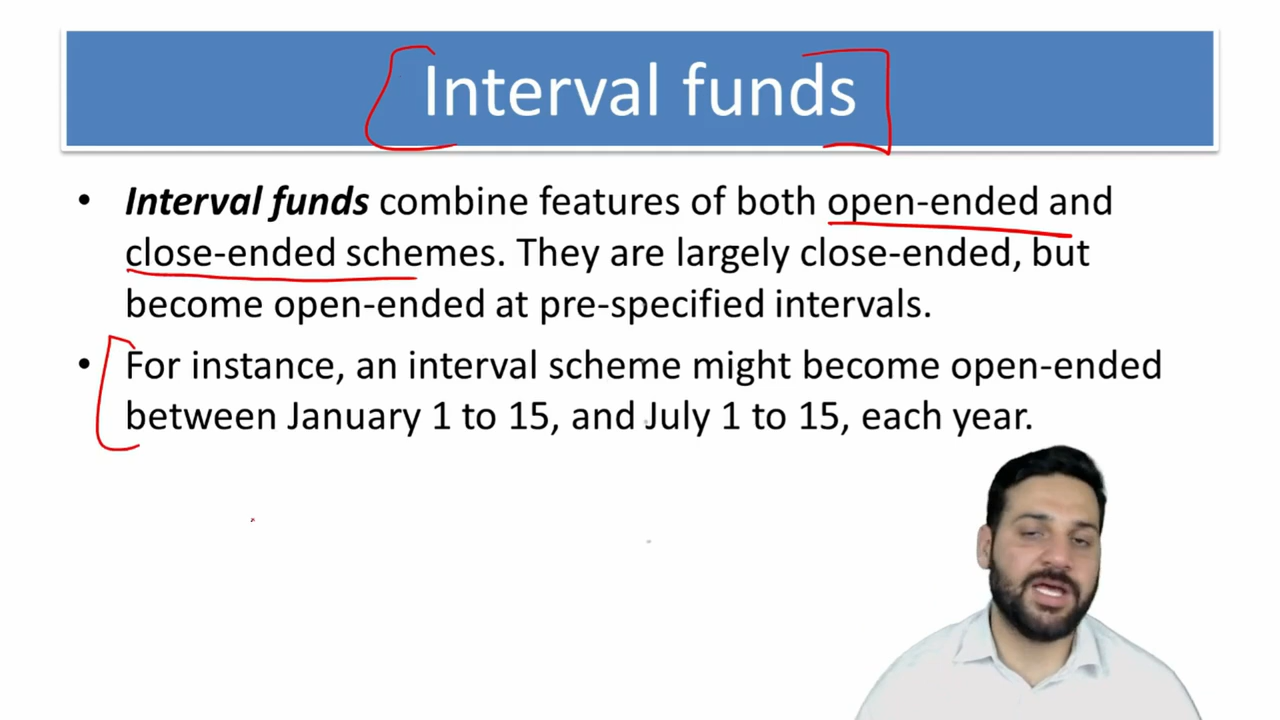 Interval funds
• Interval funds combine features of both open-ended and
close-ended schemes. They are largely close-ended, but
become open-ended at pre-specified intervals.
• For instance, an interval scheme might become open-ended
between January 1 to 15, and July 1 to 15, each year.